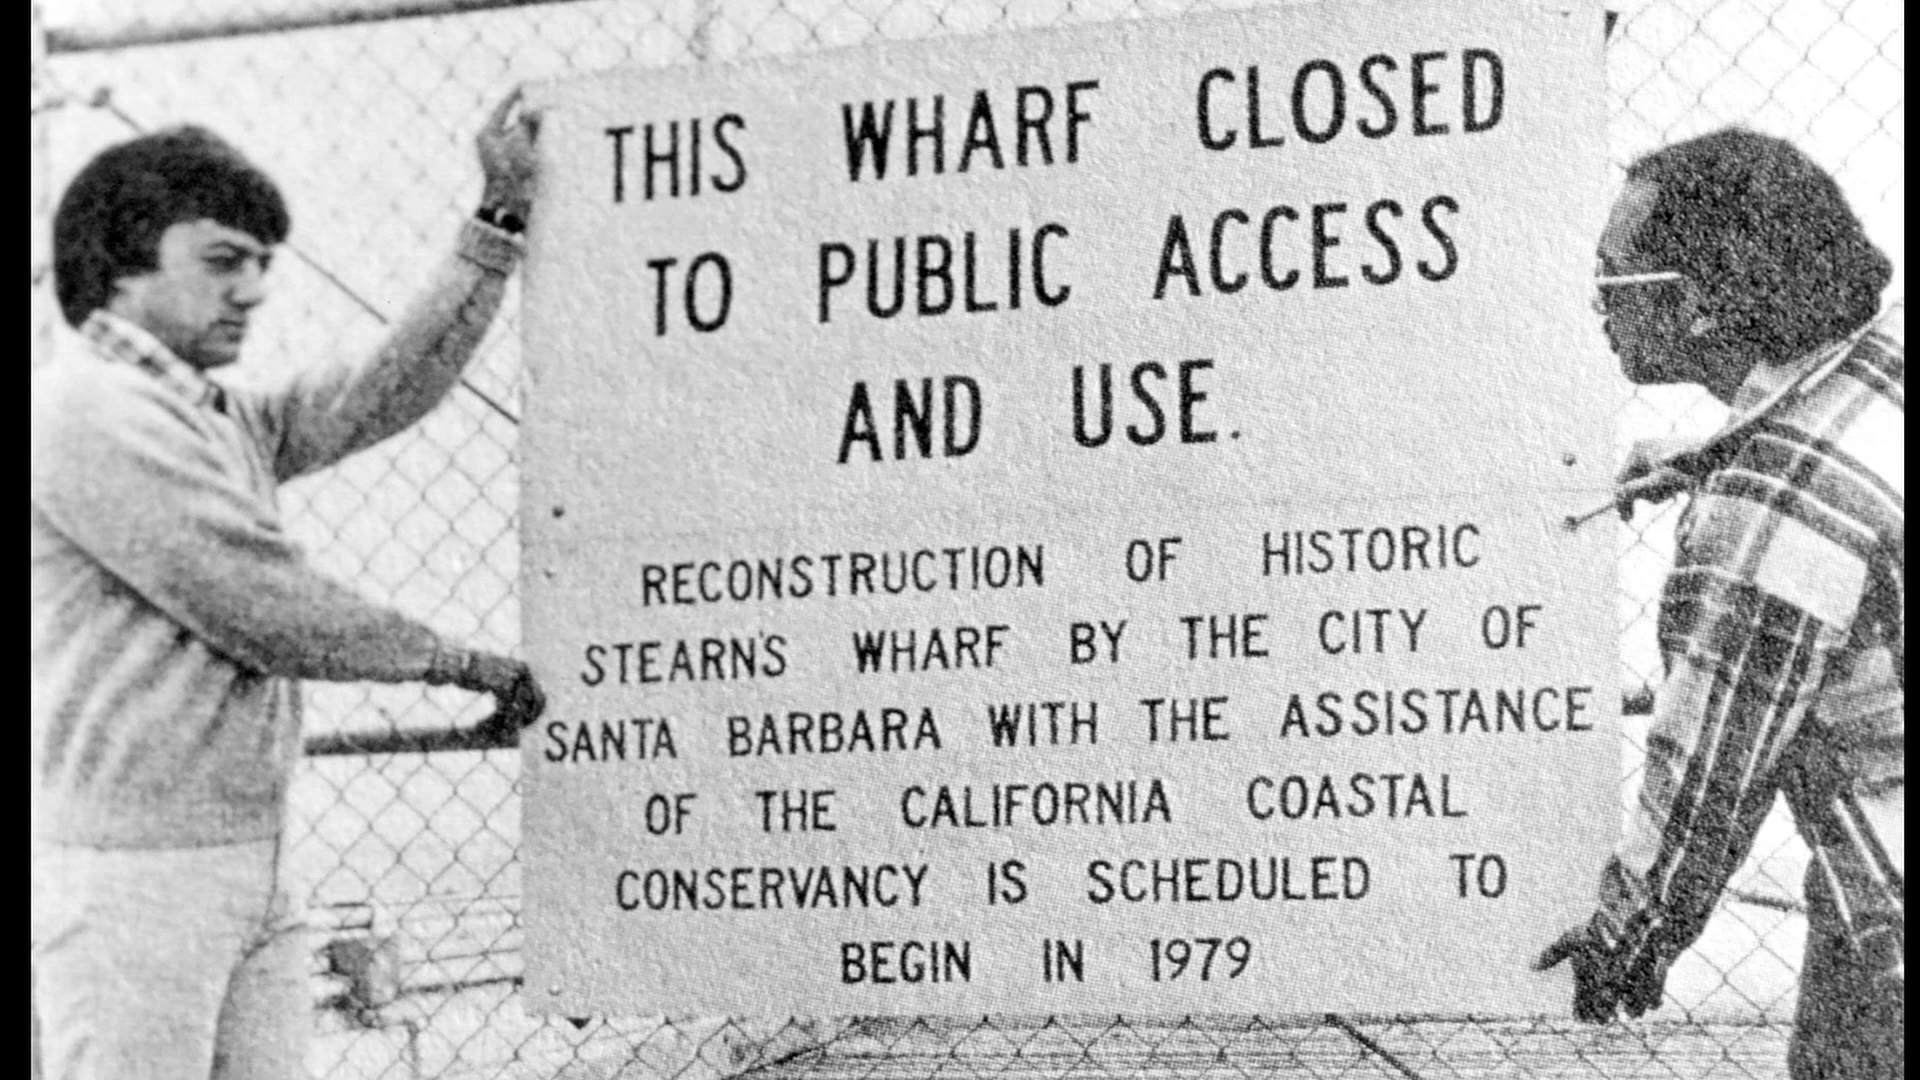 THIS WHARF CLOSED
TO PUBLIC ACCESS
AND USE.
RECONSTRUCTION OF HISTORIC
STEARN'S WHARF BY THE CITY OF
SANTA BARBARA WITH THE ASSISTANCE
OF THE CALIFORNIA COASTAL
CONSERVANCY IS SCHEDULED TO
BEGIN IN 1979